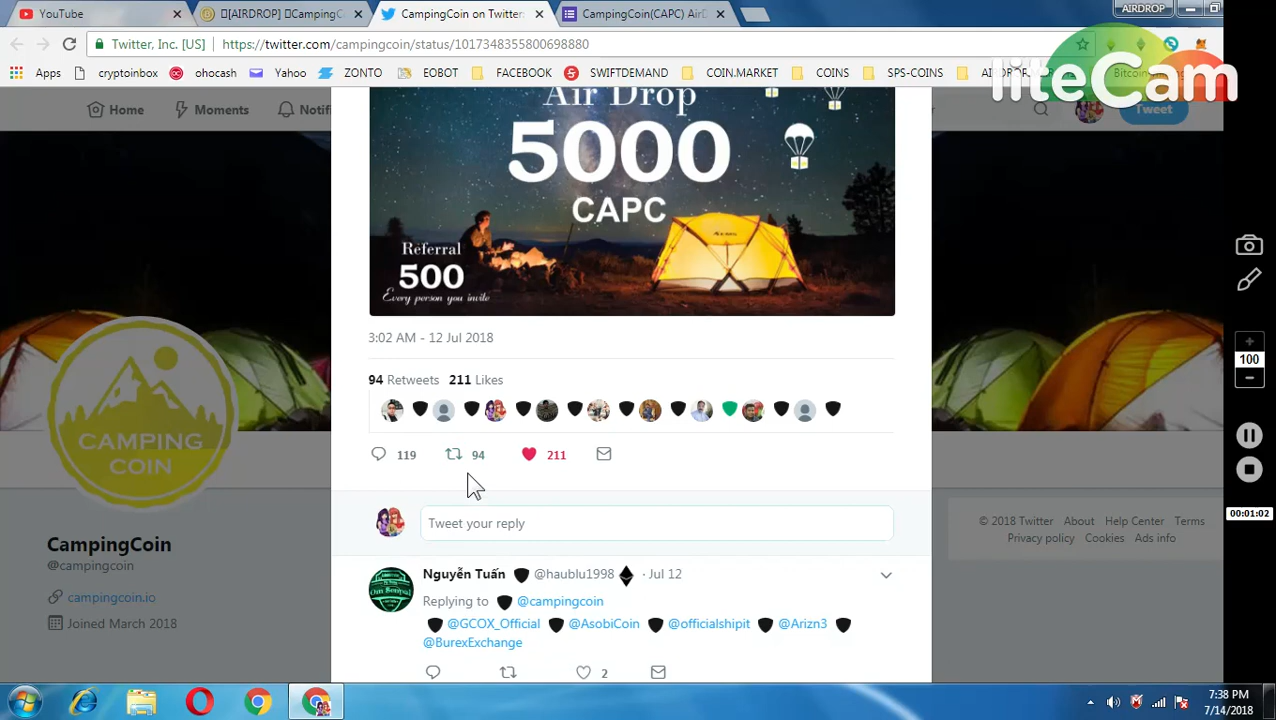 YouTube
[AIRDROP] CampingC
CampingCoin on Twitter
CampingCoin(CAPC) AirD
AIRDROP
Twitter, Inc. [US] https://twitter.com/campingcoin/status/1017348355800698880
Apps cryptoinbox ohocash Yahoo ZONTO EOBOT FACEBOOK SWIFTDEMAND COIN.MARKET COINS SPS-COINS
liteCam
Home Moments Notifi Tweet
Air Drop
5000
CAPC
Referral
500
Every person you invite
3:02 AM - 12 Jul 2018
94 Retweets 211 Likes
119 94 211
Tweet your reply
Nguyễn Tuấn @haublu1998 · Jul 12
Replying to @campingcoin
@GCOX_Official @AsobiCoin @officialshipit @Arizn3
@BurexExchange
2
CAMPING
COIN
CampingCoin
@campingcoin
campingcoin.io
Joined March 2018
© 2018 Twitter About Help Center Terms
Privacy policy Cookies Ads info
100
00:01:02
7:38 PM
7/14/2018